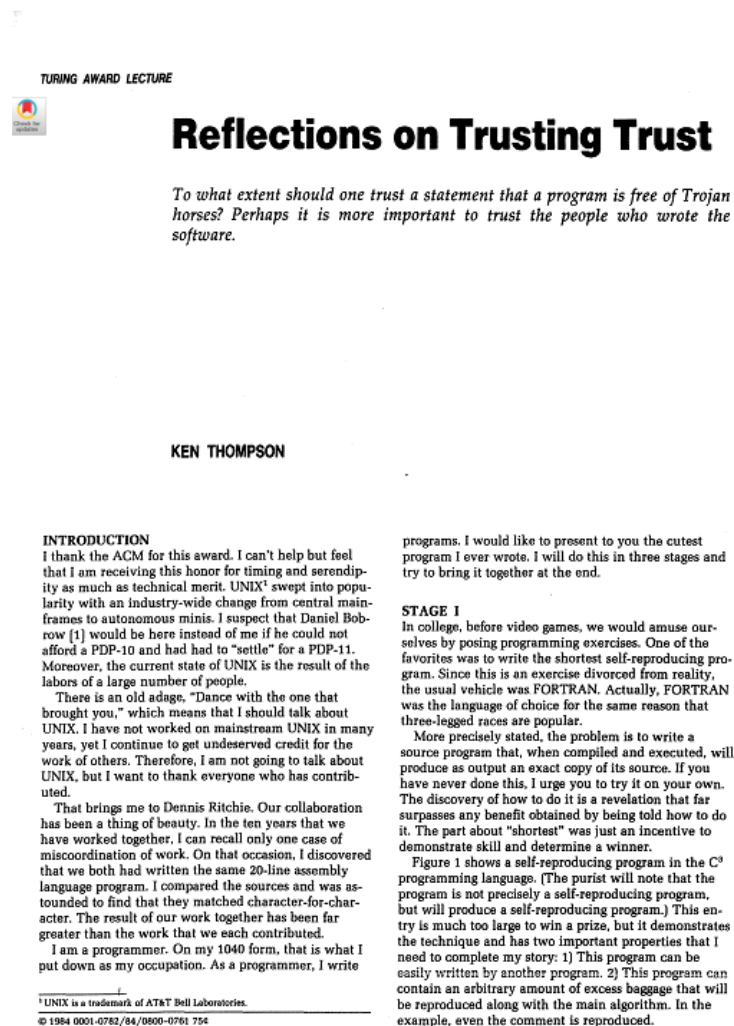 TURING AWARD LECTURE
Check for
updates
Reflections on Trusting Trust
To what extent should one trust a statement that a program is free of Trojan
horses? Perhaps it is more important to trust the people who wrote the
software.
KEN THOMPSON
INTRODUCTION
I thank the ACM for this award. I can't help but feel
that I am receiving this honor for timing and serendip-
ity as much as technical merit. UNIX¹ swept into popu-
larity with an industry-wide change from central main-
frames to autonomous minis. I suspect that Daniel Bob-
row [1] would be here instead of me if he could not
afford a PDP-10 and had had to "settle" for a PDP-11.
Moreover, the current state of UNIX is the result of the
labors of a large number of people.
There is an old adage, "Dance with the one that
brought you," which means that I should talk about
UNIX. I have not worked on mainstream UNIX in many
years, yet I continue to get undeserved credit for the
work of others. Therefore, I am not going to talk about
UNIX, but I want to thank everyone who has contrib-
uted.
That brings me to Dennis Ritchie. Our collaboration
has been a thing of beauty. In the ten years that we
have worked together, I can recall only one case of
miscoordination of work. On that occasion, I discovered
that we both had written the same 20-line assembly
language program. I compared the sources and was as-
tounded to find that they matched character-for-char-
acter. The result of our work together has been far
greater than the work that we each contributed.
I am a programmer. On my 1040 form, that is what I
put down as my occupation. As a programmer, I write
¹ UNIX is a trademark of AT&T Bell Laboratories.
© 1984 0001-0782/84/0800-0761 75¢
programs. I would like to present to you the cutest
program I ever wrote. I will do this in three stages and
try to bring it together at the end.
STAGE I
In college, before video games, we would amuse our-
selves by posing programming exercises. One of the
favorites was to write the shortest self-reproducing pro-
gram. Since this is an exercise divorced from reality,
the usual vehicle was FORTRAN. Actually, FORTRAN
was the language of choice for the same reason that
three-legged races are popular.
More precisely stated, the problem is to write a
source program that, when compiled and executed, will
produce as output an exact copy of its source. If you
have never done this, I urge you to try it on your own.
The discovery of how to do it is a revelation that far
surpasses any benefit obtained by being told how to do
it. The part about "shortest" was just an incentive to
demonstrate skill and determine a winner.
Figure 1 shows a self-reproducing program in the C³
programming language. (The purist will note that the
program is not precisely a self-reproducing program,
but will produce a self-reproducing program.) This en-
try is much too large to win a prize, but it demonstrates
the technique and has two important properties that I
need to complete my story: 1) This program can be
easily written by another program. 2) This program can
contain an arbitrary amount of excess baggage that will
be reproduced along with the main algorithm. In the
example, even the comment is reproduced.